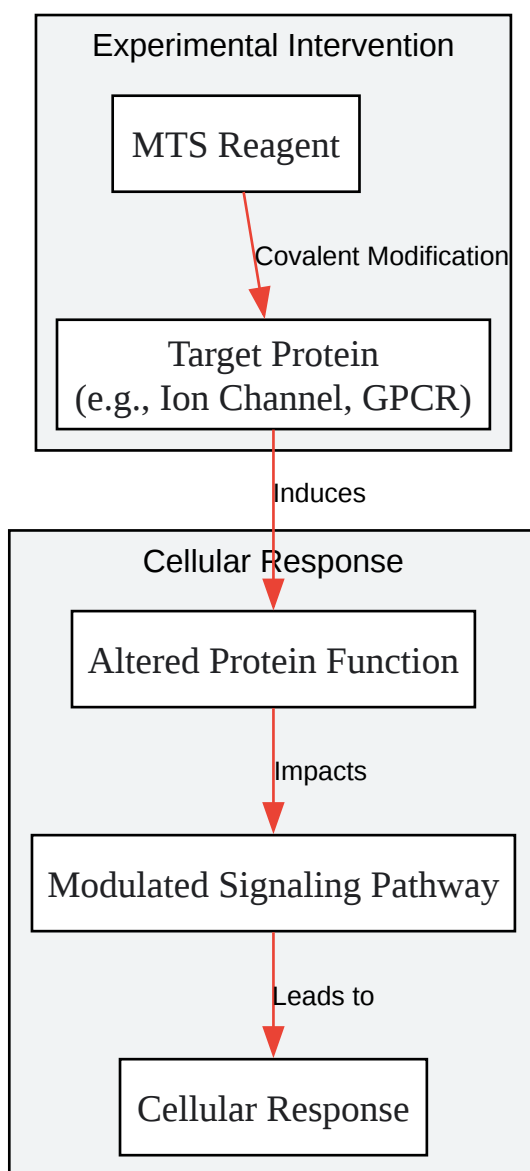 Experimental Intervention
MTS Reagent
Covalent Modification
Target Protein
(e.g., Ion Channel, GPCR)
Induces
Cellular Response
Altered Protein Function
Impacts
Modulated Signaling Pathway
Leads to
Cellular Response